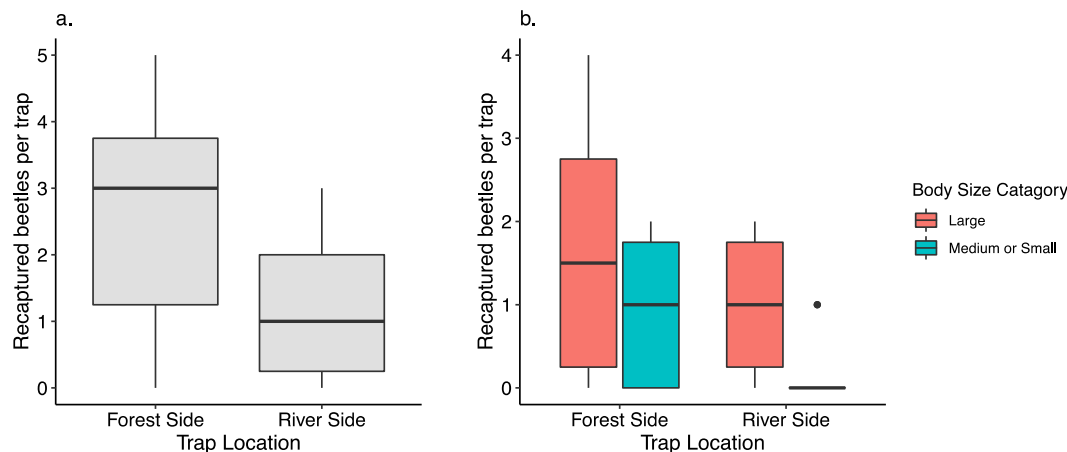 a.
Recaptured beetles per trap
5
4
3
2
1
0
Forest Side River Side
Trap Location
b.
Recaptured beetles per trap
4
3
2
1
0
Forest Side River Side
Trap Location
Body Size Catagory
Large
Medium or Small